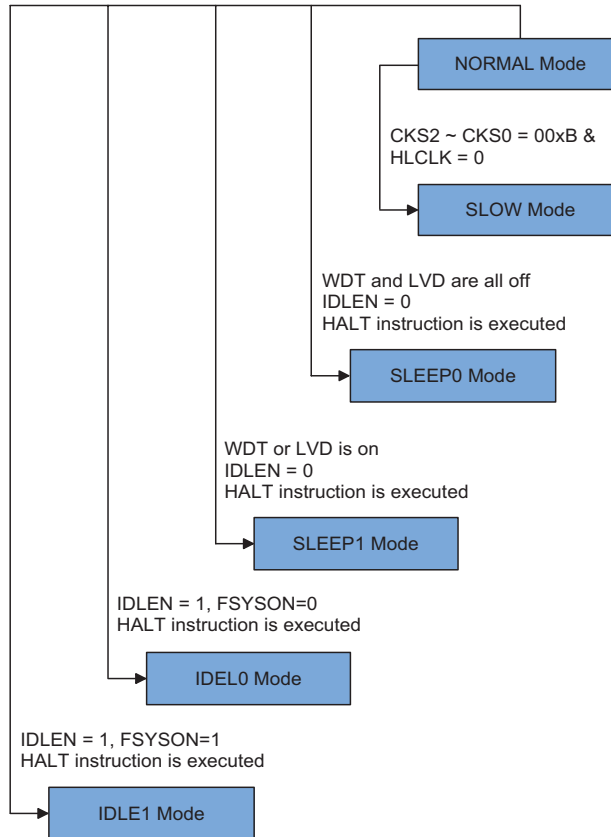 NORMAL Mode
CKS2 ~ CKS0 = 00xB &
HLCLK = 0
SLOW Mode
WDT and LVD are all off
IDLEN = 0
HALT instruction is executed
SLEEP0 Mode
WDT or LVD is on
IDLEN = 0
HALT instruction is executed
SLEEP1 Mode
IDLEN = 1, FSYSON=0
HALT instruction is executed
IDEL0 Mode
IDLEN = 1, FSYSON=1
HALT instruction is executed
IDLE1 Mode